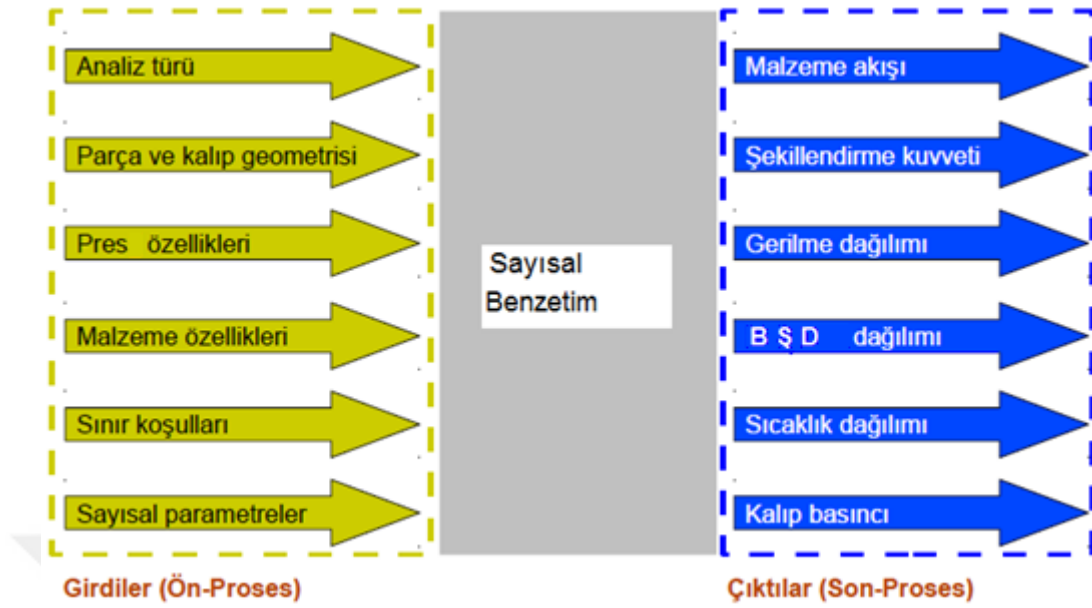 Analiz türü
Parça ve kalıp geometrisi
Pres özellikleri
Malzeme özellikleri
Sınır koşulları
Sayısal parametreler
Girdiler (Ön-Proses)
Sayısal
Benzetim
Malzeme akışı
Şekillendirme kuvveti
Gerilme dağılımı
B Ş D dağılımı
Sıcaklık dağılımı
Kalıp basıncı
Çıktılar (Son-Proses)